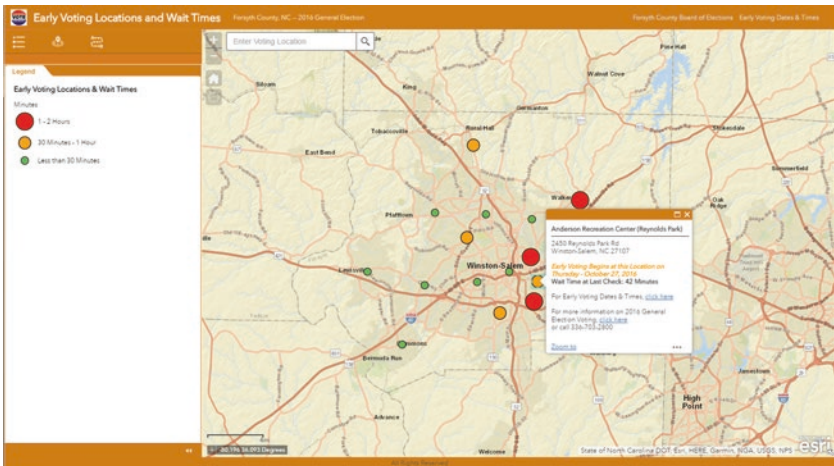 Early Voting Locations and Wait Times
Forsyth County, NC – 2016 General Election
Forsyth County Board of Elections Early Voting Dates & Times
Enter Voting Location
Legend
Early Voting Locations & Wait Times
Minutes
1 - 2 Hours
30 Minutes - 1 Hour
Less than 30 Minutes
Pine Hall
Walnut Cove
Siloam
King
Germanton
Tobaccoville
Rural Hall
Stokesdale
East Bend
Summerfield
Oak
Ridge
Pfafftown
Lewisville
Winston-Salem
Bermuda Run
Advance
Welcome
Jamestown
High
Point
Anderson Recreation Center (Reynolds Park)
2450 Reynolds Park Rd
Winston-Salem, NC 27107
Early Voting Begins at this Location on
Thursday - October 27, 2016
Wait Time at Last Check: 42 Minutes
For Early Voting Dates & Times, click here
For more information on 2016 General
Election Voting, click here
or call 336-703-2800
Zoom to
State of North Carolina DOT, Esri, HERE, Garmin, NGA, USGS, NPS
esri
All Rights Reserved